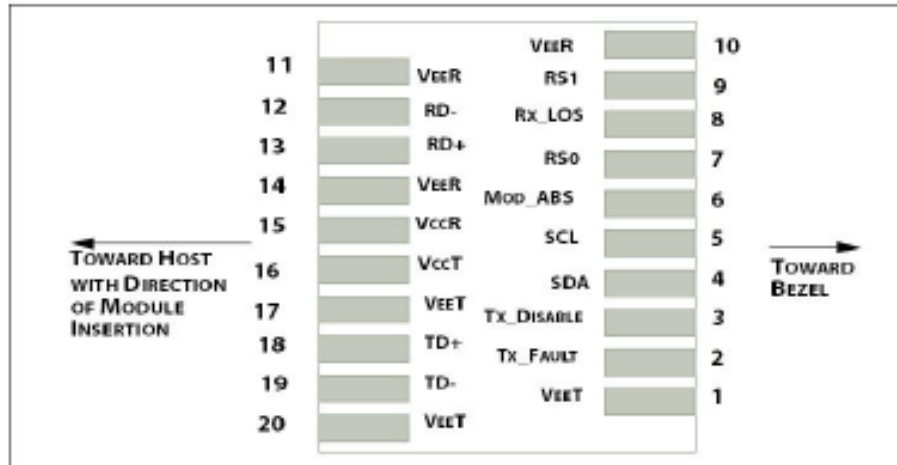 VEER 10
11 VEER RS1 9
12 RD- RX_LOS 8
13 RD+ RS0 7
14 VEER MOD_ABS 6
15 VCCR SCL 5
16 VCCT SDA 4
17 VEET TX_DISABLE 3
18 TD+ TX_FAULT 2
19 TD- VEET 1
20 VEET
TOWARD HOST
WITH DIRECTION
OF MODULE
INSERTION
TOWARD
BEZEL